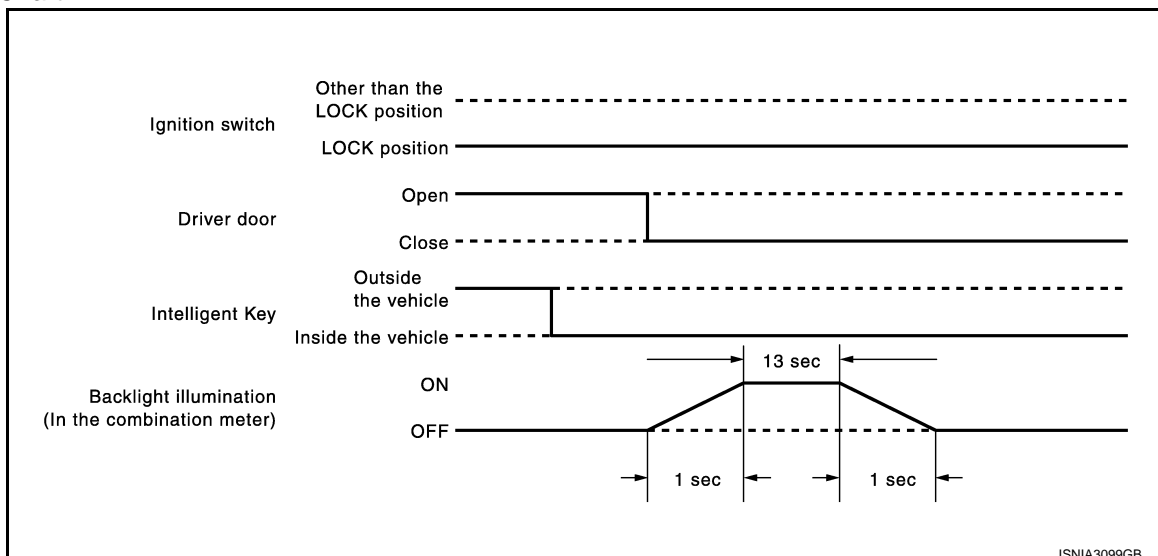 Other than the
LOCK position
Ignition switch
LOCK position
Open
Driver door
Close
Outside
the vehicle
Intelligent Key
Inside the vehicle
13 sec
ON
Backlight illumination
(In the combination meter)
OFF
1 sec
1 sec
JSNIA3099GB